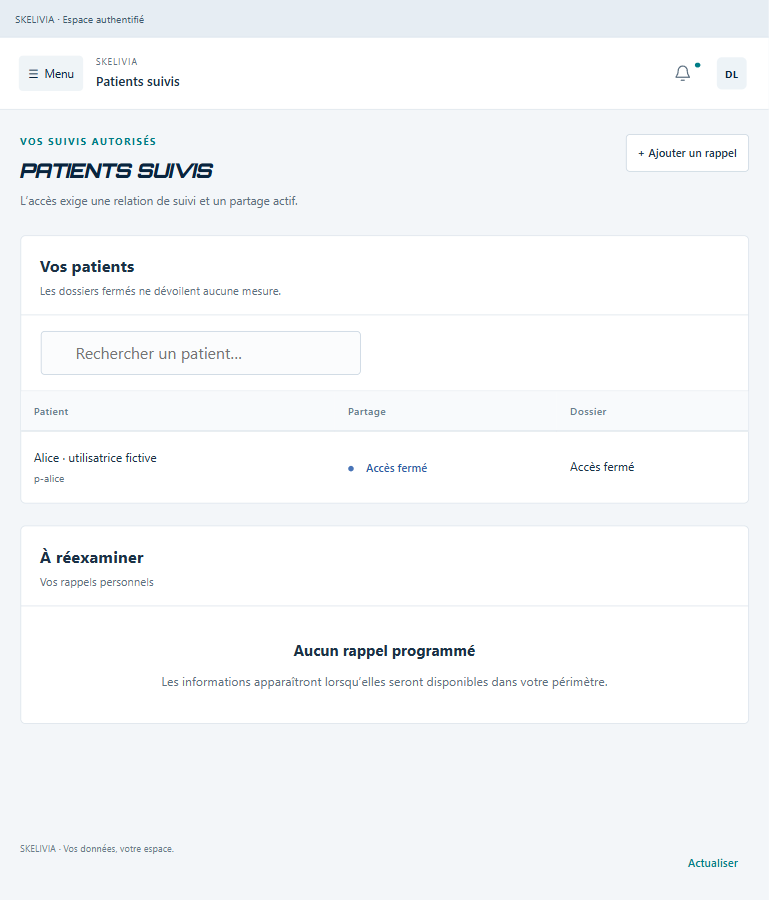 SKELIVIA · Espace authentifié
☰ Menu
SKELIVIA
Patients suivis
DL
VOS SUIVIS AUTORISÉS
PATIENTS SUIVIS
L’accès exige une relation de suivi et un partage actif.
+ Ajouter un rappel
Vos patients
Les dossiers fermés ne dévoilent aucune mesure.
Rechercher un patient...
Patient Partage Dossier
Alice · utilisatrice fictive
p-alice
Accès fermé
Accès fermé
À réexaminer
Vos rappels personnels
Aucun rappel programmé
Les informations apparaîtront lorsqu’elles seront disponibles dans votre périmètre.
SKELIVIA · Vos données, votre espace.
Actualiser